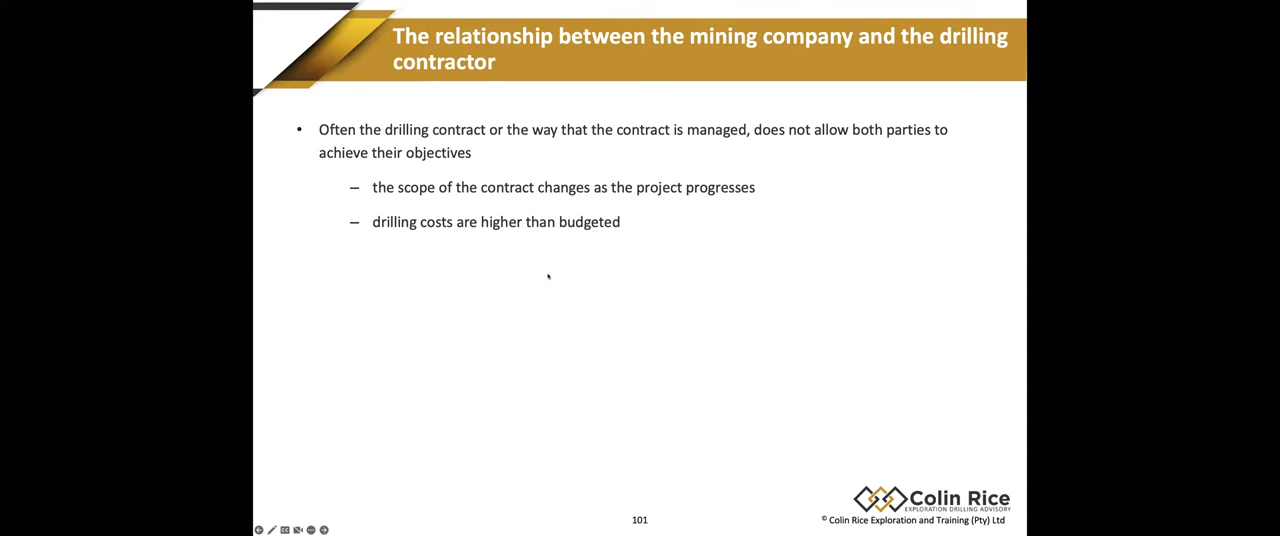 The relationship between the mining company and the drilling
contractor
• Often the drilling contract or the way that the contract is managed, does not allow both parties to
achieve their objectives
– the scope of the contract changes as the project progresses
– drilling costs are higher than budgeted
Colin Rice
EXPLORATION DRILLING ADVISORY
101
© Colin Rice Exploration and Training (Pty) Ltd